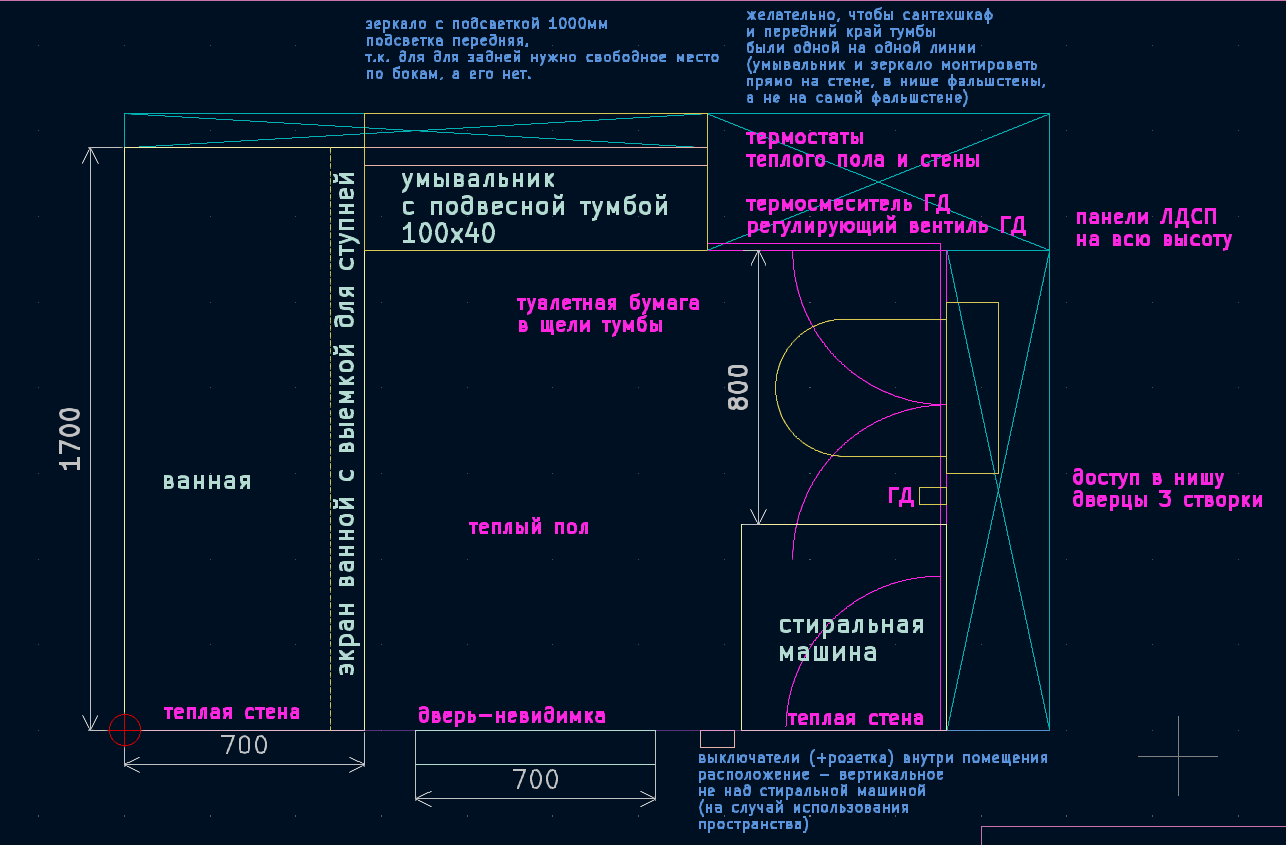 зеркало с подсветкой 1000мм
подсветка передняя,
т.к. для для задней нужно свободное место
по бокам, а его нет.
желательно, чтобы сантехшкаф
и передний край тумбы
были одной на одной линии
(умывальник и зеркало монтировать
прямо на стене, в нише фальшстены,
а не на самой фальшстене)
термостаты
теплого пола и стены
термосмеситель ГД
регулирующий вентиль ГД
панели ЛДСП
на всю высоту
умывальник
с подвесной тумбой
100x40
экран ванной с выемкой для ступней
туалетная бумага
в щели тумбы
800
1700
ванная
ГД
доступ в нишу
дверцы 3 створки
теплый пол
стиральная
машина
теплая стена
дверь-невидимка
теплая стена
700
700
выключатели (+розетка) внутри помещения
расположение – вертикальное
не над стиральной машиной
(на случай использования
пространства)